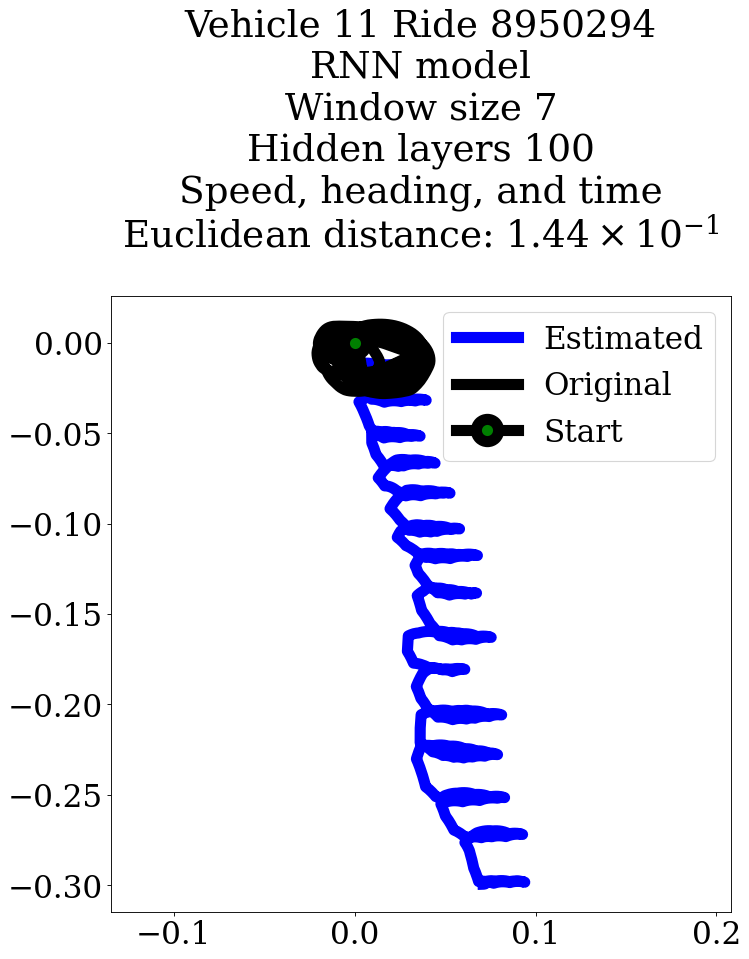 Vehicle 11 Ride 8950294
RNN model
Window size 7
Hidden layers 100
Speed, heading, and time
Euclidean distance: 1.44 × 10⁻¹
Estimated
Original
Start
0.00
−0.05
−0.10
−0.15
−0.20
−0.25
−0.30
−0.1
0.0
0.1
0.2